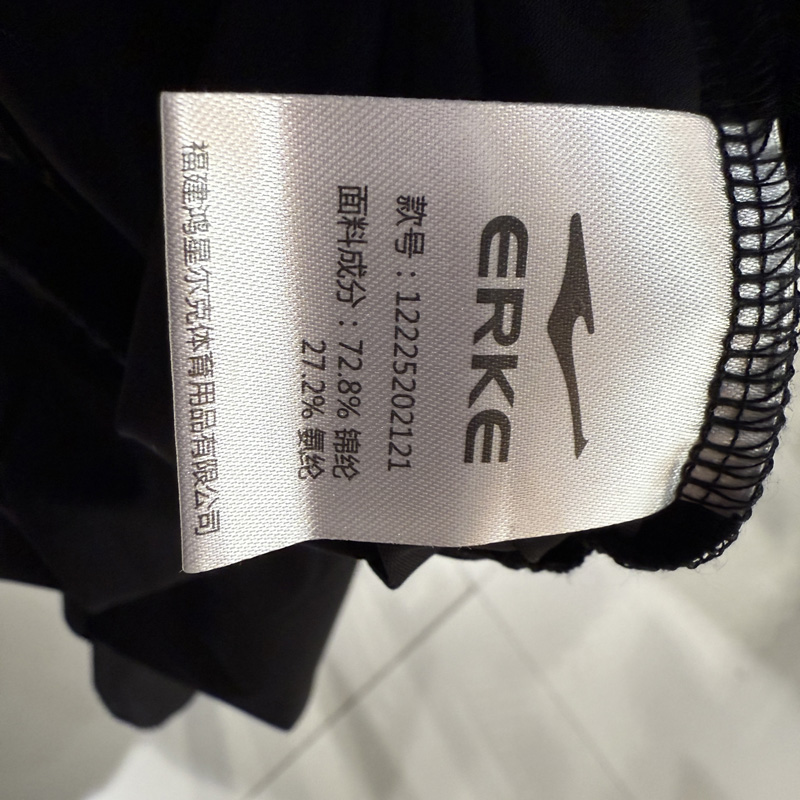 ERKE
款号：12225202121
面料成分：72.8% 锦纶
27.2% 氨纶
福建鸿星尔克体育用品有限公司